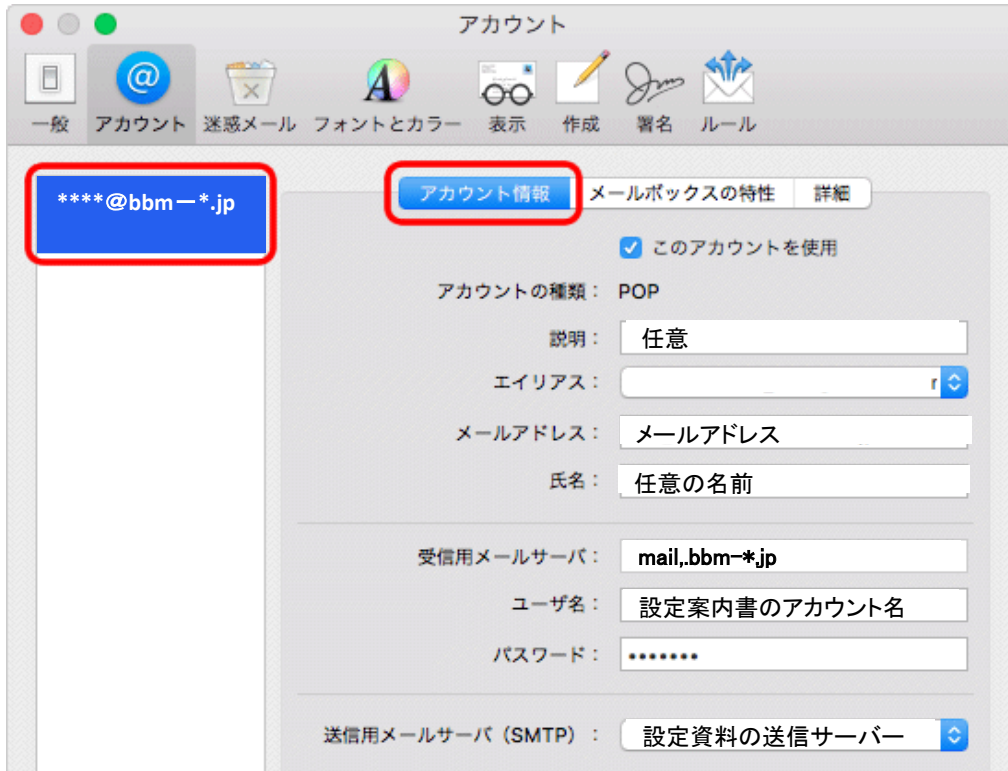 アカウント
一般 アカウント 迷惑メール フォントとカラー 表示 作成 署名 ルール
****@bbmー*.jp
アカウント情報 メールボックスの特性 詳細
このアカウントを使用
アカウントの種類： POP
説明： 任意
エイリアス： r
メールアドレス： メールアドレス
氏名： 任意の名前
受信用メールサーバ： mail,.bbm-*.jp
ユーザ名： 設定案内書のアカウント名
パスワード： •••••••
送信用メールサーバ（SMTP）： 設定資料の送信サーバー